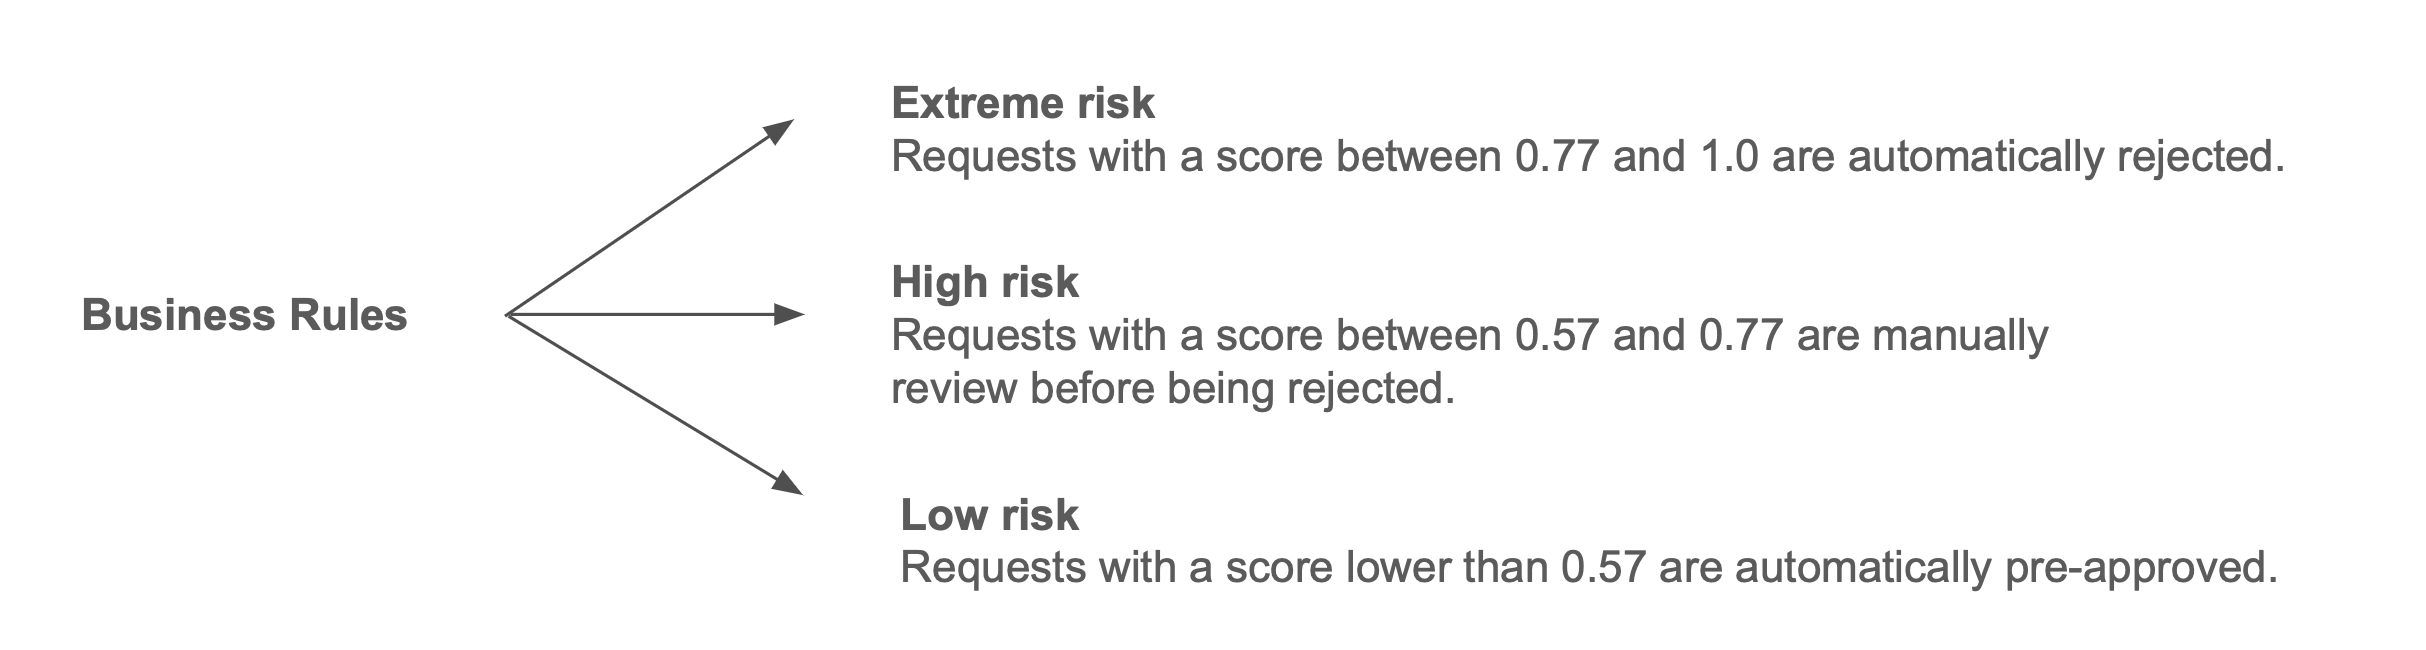 Extreme risk
Requests with a score between 0.77 and 1.0 are automatically rejected.
Business Rules
High risk
Requests with a score between 0.57 and 0.77 are manually
review before being rejected.
Low risk
Requests with a score lower than 0.57 are automatically pre-approved.